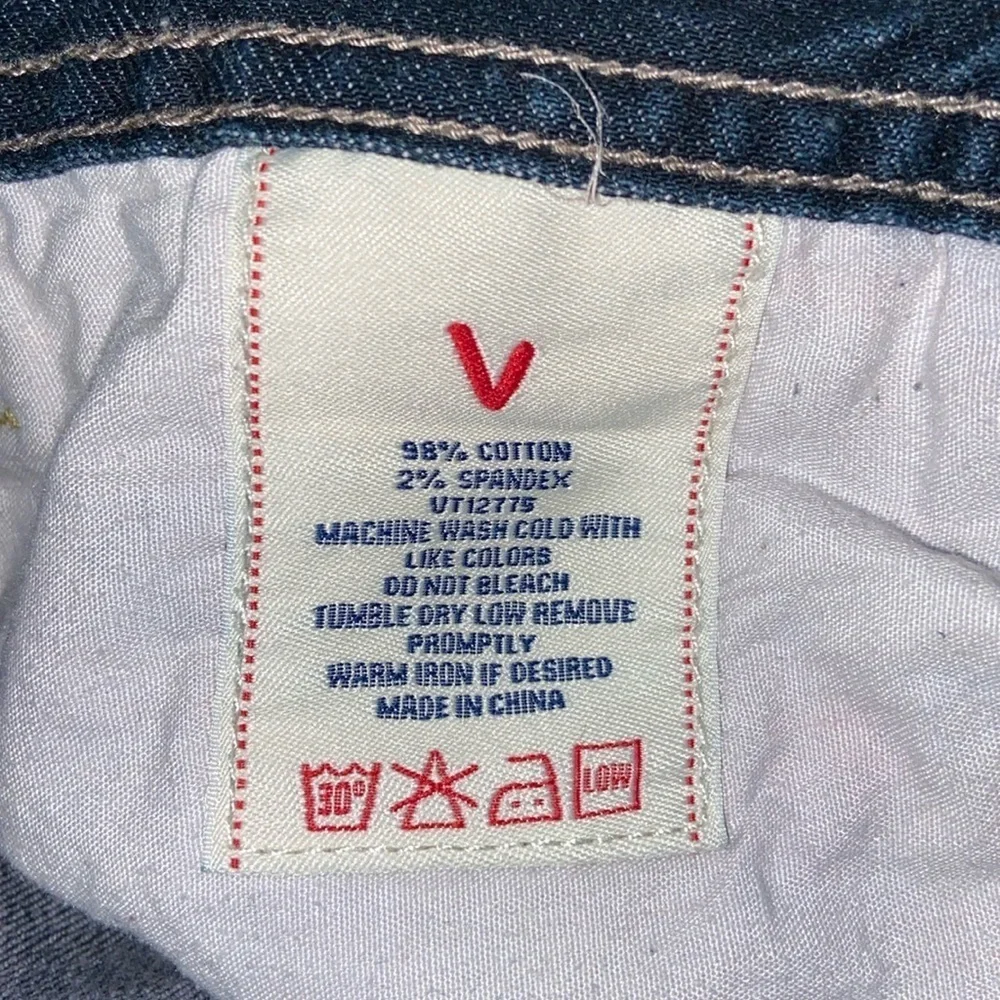 V
98% COTTON
2% SPANDEX
VT12775
MACHINE WASH COLD WITH
LIKE COLORS
DO NOT BLEACH
TUMBLE DRY LOW REMOVE
PROMPTLY
WARM IRON IF DESIRED
MADE IN CHINA
30° LOW